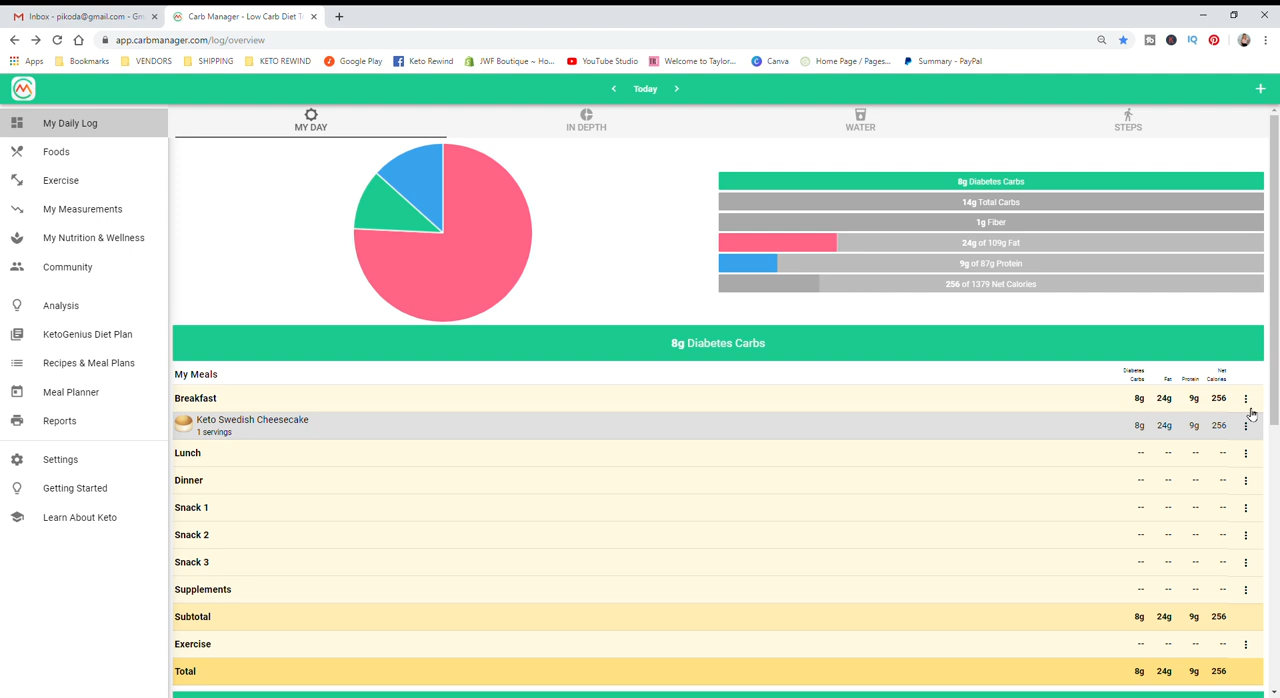 Inbox - pikoda@gmail.com - Gm
Carb Manager - Low Carb Diet Tr
app.carbmanager.com/log/overview
Apps Bookmarks VENDORS SHIPPING KETO REWIND Google Play Keto Rewind JWF Boutique ~ Ho... YouTube Studio Welcome to Taylor... Canva Home Page / Pages... Summary - PayPal
Today
My Daily Log
Foods
Exercise
My Measurements
My Nutrition & Wellness
Community
Analysis
KetoGenius Diet Plan
Recipes & Meal Plans
Meal Planner
Reports
Settings
Getting Started
Learn About Keto
MY DAY IN DEPTH WATER STEPS
8g Diabetes Carbs
14g Total Carbs
1g Fiber
24g of 109g Fat
9g of 87g Protein
256 of 1379 Net Calories
8g Diabetes Carbs
My Meals Diabetes Carbs Fat Protein Net Calories
Breakfast 8g 24g 9g 256
Keto Swedish Cheesecake 8g 24g 9g 256
1 servings
Lunch -- -- -- --
Dinner -- -- -- --
Snack 1 -- -- -- --
Snack 2 -- -- -- --
Snack 3 -- -- -- --
Supplements -- -- -- --
Subtotal 8g 24g 9g 256
Exercise -- -- -- --
Total 8g 24g 9g 256